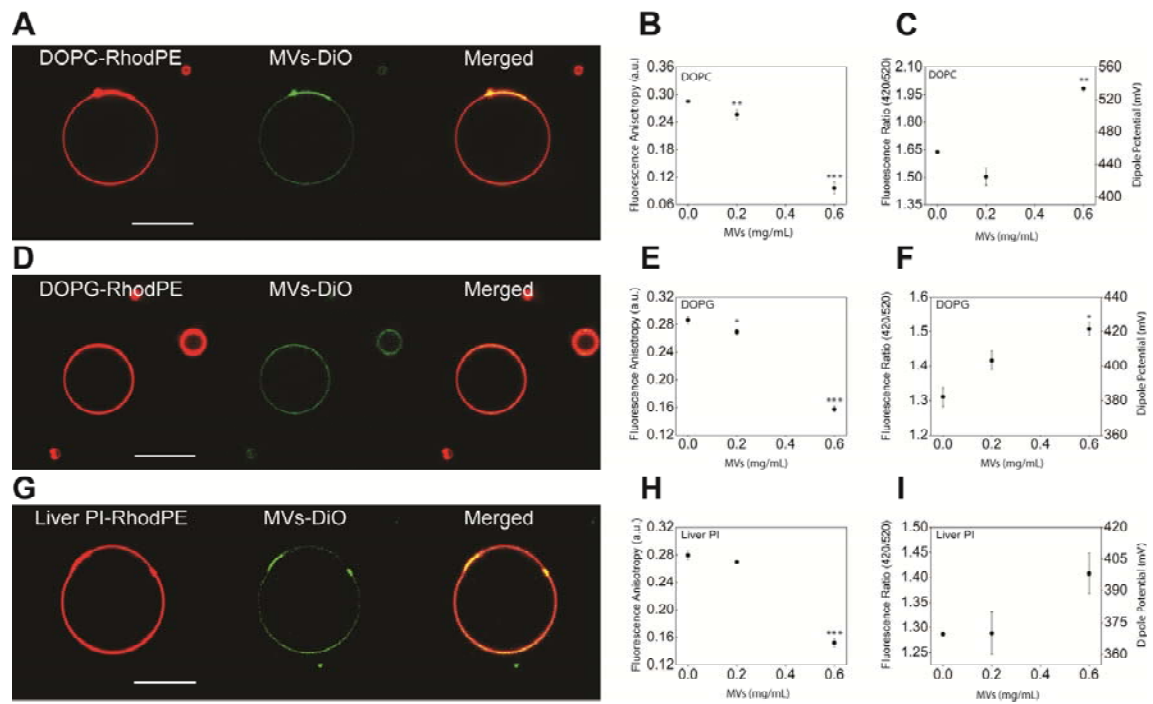 A
DOPC-RhodPE MVs-DiO Merged
B
Fluorescence Anisotropy (a.u.)
0.36
0.30
0.24
0.18
0.12
0.06
DOPC
**
***
0.0 0.2 0.4 0.6
MVs (mg/mL)
C
Fluorescence Ratio (420/520)
2.10
1.95
1.80
1.65
1.50
1.35
DOPC
**
560
520
480
440
400
Dipole Potential (mV)
0.0 0.2 0.4 0.6
MVs (mg/mL)
D
DOPG-RhodPE MVs-DiO Merged
E
Fluorescence Anisotropy (a.u.)
0.32
0.28
0.24
0.20
0.16
0.12
DOPG
*
***
0.0 0.2 0.4 0.6
MVs (mg/mL)
F
Fluorescence Ratio (420/520)
1.6
1.5
1.4
1.3
1.2
DOPG
*
440
420
400
380
360
Dipole Potential (mV)
0.0 0.2 0.4 0.6
MVs (mg/mL)
G
Liver PI-RhodPE MVs-DiO Merged
H
Fluorescence Anisotropy (a.u.)
0.32
0.28
0.24
0.20
0.16
0.12
Liver PI
***
0.0 0.2 0.4 0.6
MVs (mg/mL)
I
Fluorescence Ratio (420/520)
1.50
1.45
1.40
1.35
1.30
1.25
Liver PI
420
405
390
375
360
Dipole Potential (mV)
0.0 0.2 0.4 0.6
MVs (mg/mL)